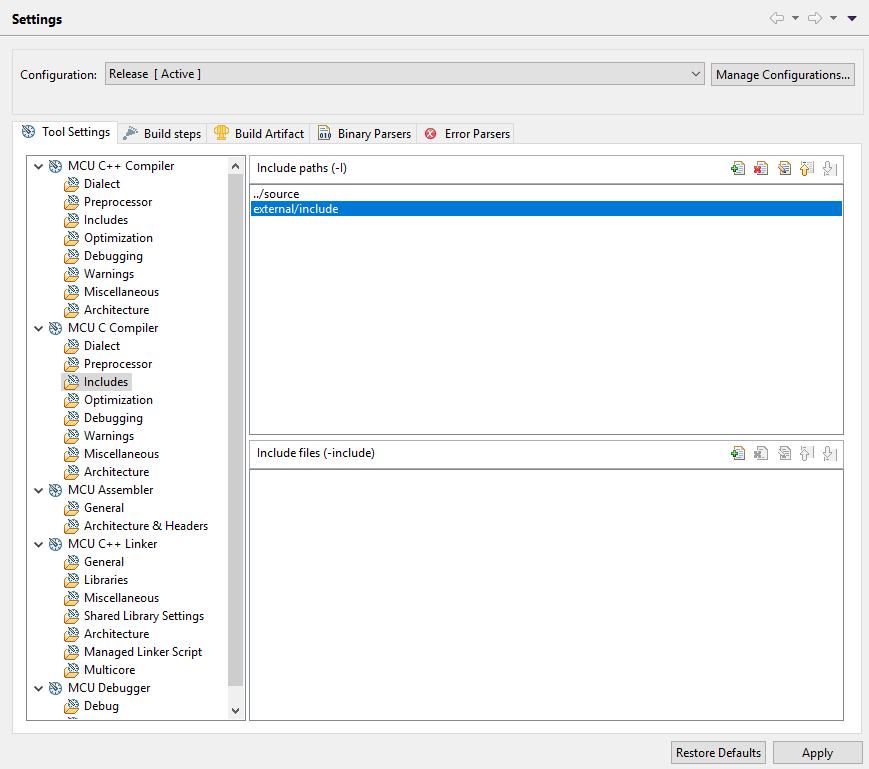 Settings
Configuration: Release [ Active ] Manage Configurations...
Tool Settings Build steps Build Artifact Binary Parsers Error Parsers
MCU C++ Compiler
Dialect
Preprocessor
Includes
Optimization
Debugging
Warnings
Miscellaneous
Architecture
MCU C Compiler
Dialect
Preprocessor
Includes
Optimization
Debugging
Warnings
Miscellaneous
Architecture
MCU Assembler
General
Architecture & Headers
MCU C++ Linker
General
Libraries
Miscellaneous
Shared Library Settings
Architecture
Managed Linker Script
Multicore
MCU Debugger
Debug
Include paths (-I)
../source
external/include
Include files (-include)
Restore Defaults Apply